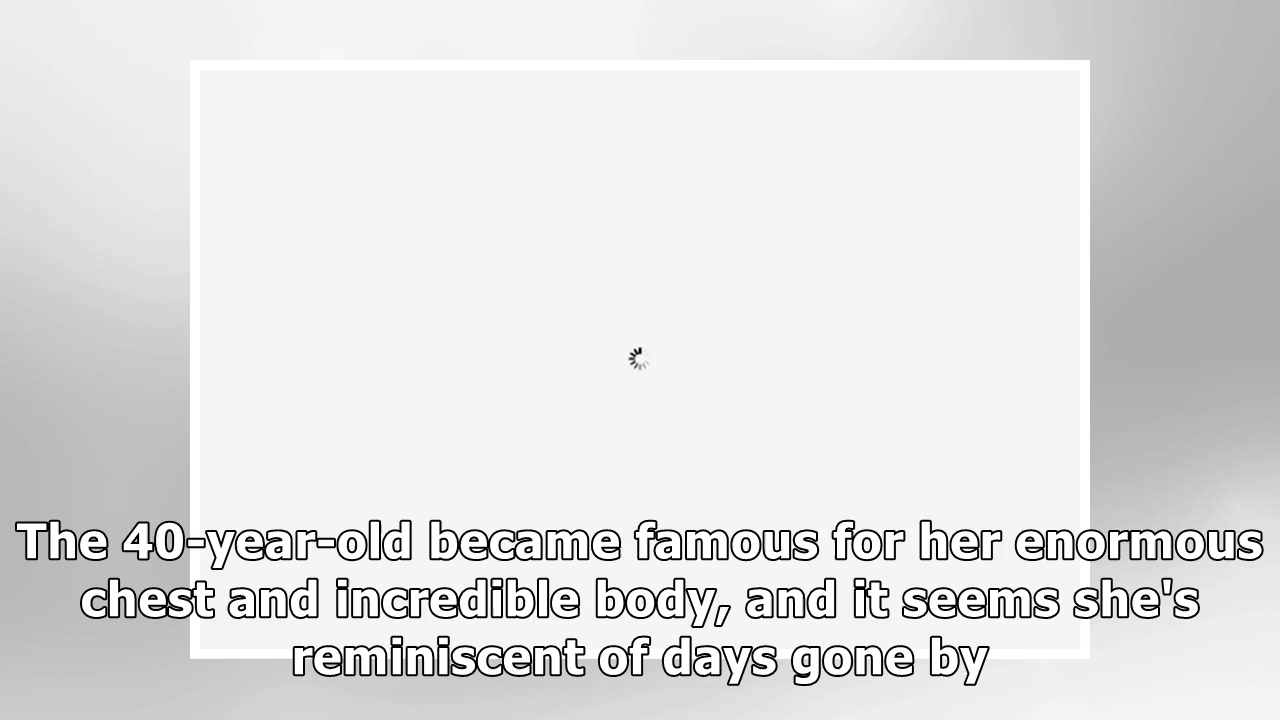 The 40-year-old became famous for her enormous
chest and incredible body, and it seems she's
reminiscent of days gone by